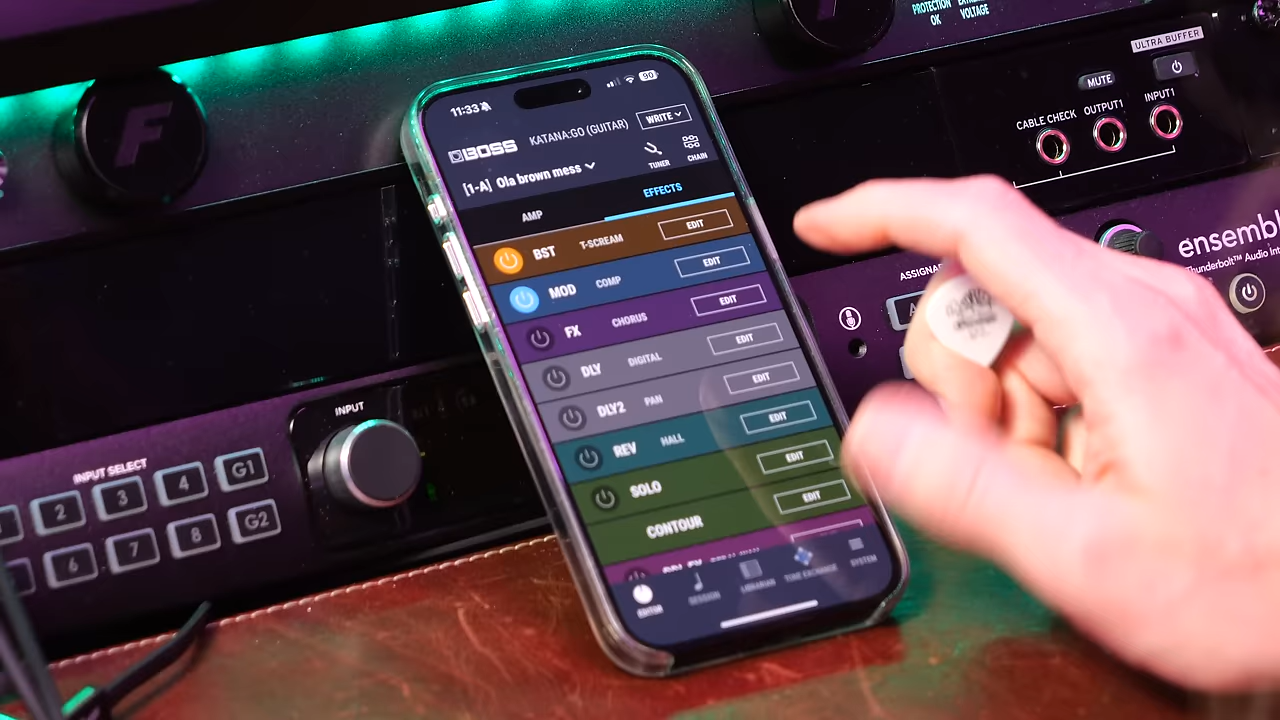 PROTECTION OK
VOLTAGE
ULTRA BUFFER
MUTE
CABLE CHECK
OUTPUT1
INPUT1
F
11:33
90
BOSS
KATANA:GO (GUITAR)
WRITE
[1-A] Ola brown mess
TUNER
CHAIN
AMP
EFFECTS
BST T-SCREAM EDIT
MOD COMP EDIT
FX CHORUS EDIT
DLY DIGITAL EDIT
DLY2 PAN EDIT
REV HALL EDIT
SOLO EDIT
CONTOUR EDIT
EDITOR
SESSION
LIBRARIAN
TONE EXCHANGE
SYSTEM
INPUT
INPUT SELECT
2 3 4 G1
6 7 8 G2
ensembl
Thunderbolt™ Audio Int